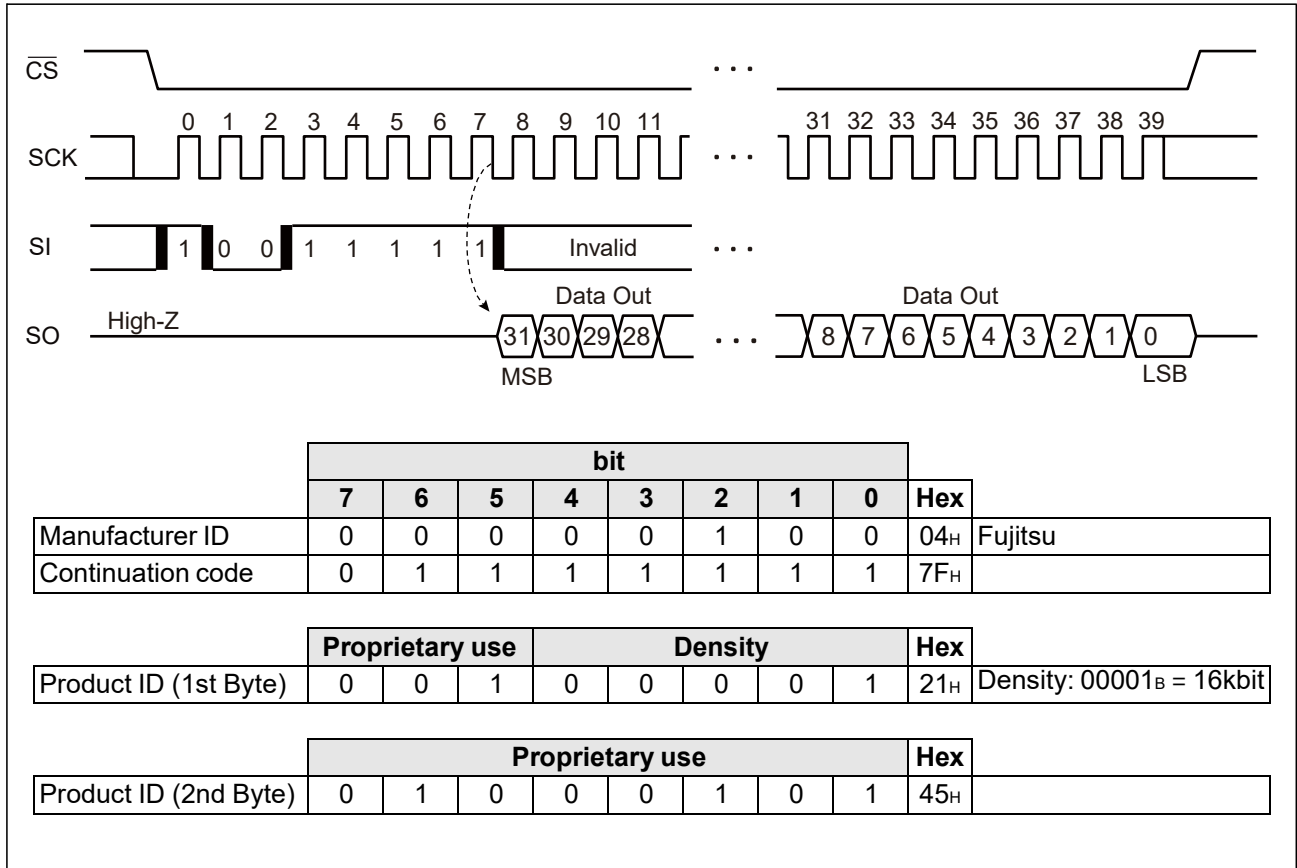 CS
· · ·
0 1 2 3 4 5 6 7 8 9 10 11 31 32 33 34 35 36 37 38 39
SCK
· · ·
SI
1 0 0 1 1 1 1 1 Invalid
· · ·
Data Out Data Out
High-Z
SO
31 30 29 28 · · · 8 7 6 5 4 3 2 1 0
MSB LSB
bit
7 6 5 4 3 2 1 0 Hex
Manufacturer ID 0 0 0 0 0 1 0 0 04H Fujitsu
Continuation code 0 1 1 1 1 1 1 1 7FH
Proprietary use Density Hex
Product ID (1st Byte) 0 0 1 0 0 0 0 1 21H Density: 00001B = 16kbit
Proprietary use Hex
Product ID (2nd Byte) 0 1 0 0 0 1 0 1 45H